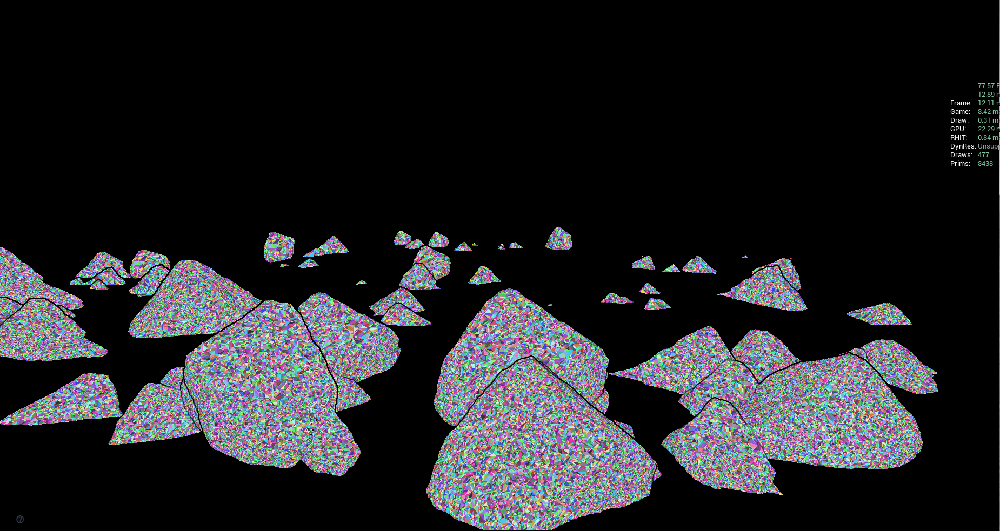 77.57 F
12.89 m
Frame: 12.11 m
Game: 8.42 m
Draw: 0.31 m
GPU: 22.29 m
RHIT: 0.84 m
DynRes: Unsupp
Draws: 477
Prims: 8438
?